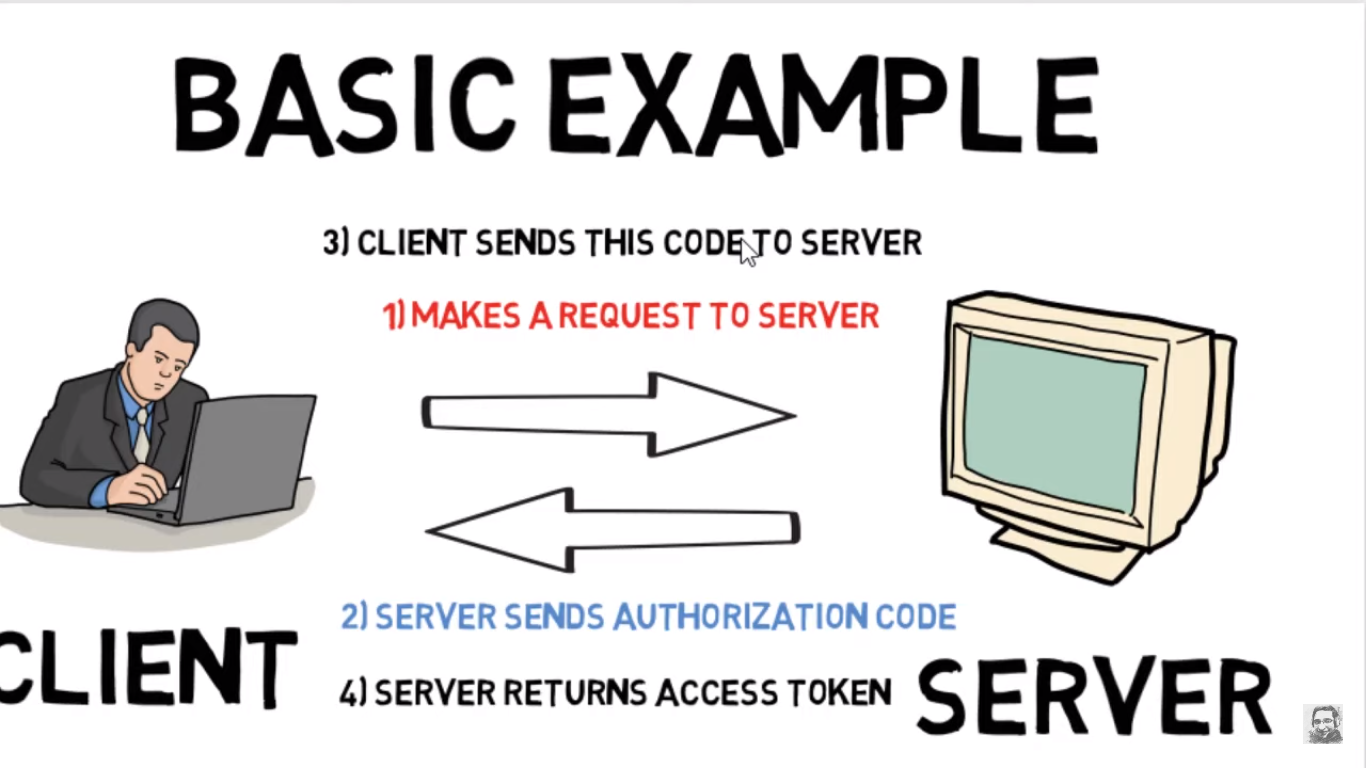 BASIC EXAMPLE
3) CLIENT SENDS THIS CODE TO SERVER
1) MAKES A REQUEST TO SERVER
2) SERVER SENDS AUTHORIZATION CODE
CLIENT
4) SERVER RETURNS ACCESS TOKEN
SERVER